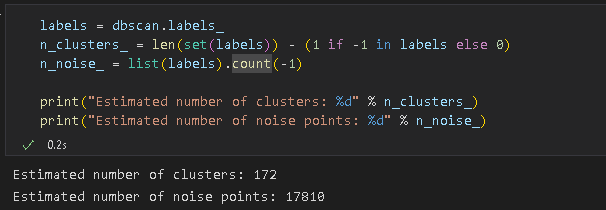 labels = dbscan.labels_
n_clusters_ = len(set(labels)) - (1 if -1 in labels else 0)
n_noise_ = list(labels).count(-1)
print("Estimated number of clusters: %d" % n_clusters_)
print("Estimated number of noise points: %d" % n_noise_)
✓ 0.2s
Estimated number of clusters: 172
Estimated number of noise points: 17810